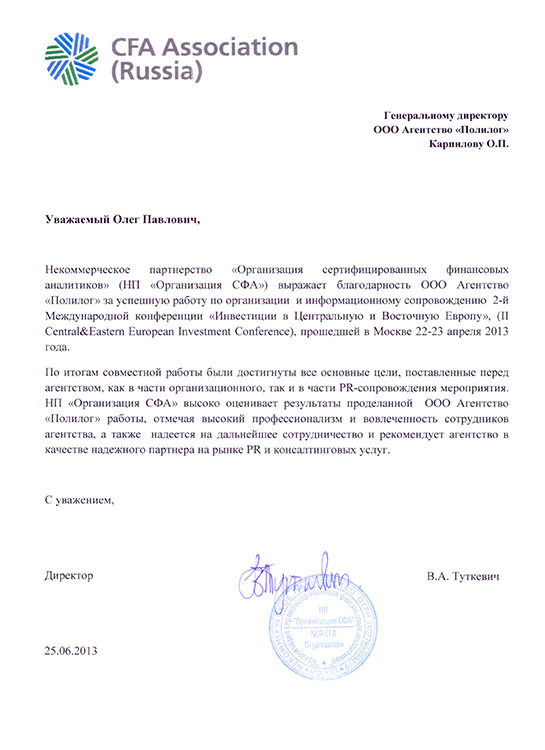 CFA Association
(Russia)
Генеральному директору
ООО Агентство «Полилог»
Карпилову О.П.
Уважаемый Олег Павлович,
Некоммерческое партнерство «Организация сертифицированных финансовых
аналитиков» (НП «Организация СФА») выражает благодарность ООО Агентство
«Полилог» за успешную работу по организации и информационному сопровождению 2-й
Международной конференции «Инвестиции в Центральную и Восточную Европу», (II
Central&Eastern European Investment Conference), прошедшей в Москве 22-23 апреля 2013
года.
По итогам совместной работы были достигнуты все основные цели, поставленные перед
агентством, как в части организационного, так и в части PR-сопровождения мероприятия.
НП «Организация СФА» высоко оценивает результаты проделанной ООО Агентство
«Полилог» работы, отмечая высокий профессионализм и вовлеченность сотрудников
агентства, а также надеется на дальнейшее сотрудничество и рекомендует агентство в
качестве надежного партнера на рынке PR и консалтинговых услуг.
С уважением,
Директор
В.А. Туткевич
НП
"Организация СФА"
NCP CFA
Organization
25.06.2013